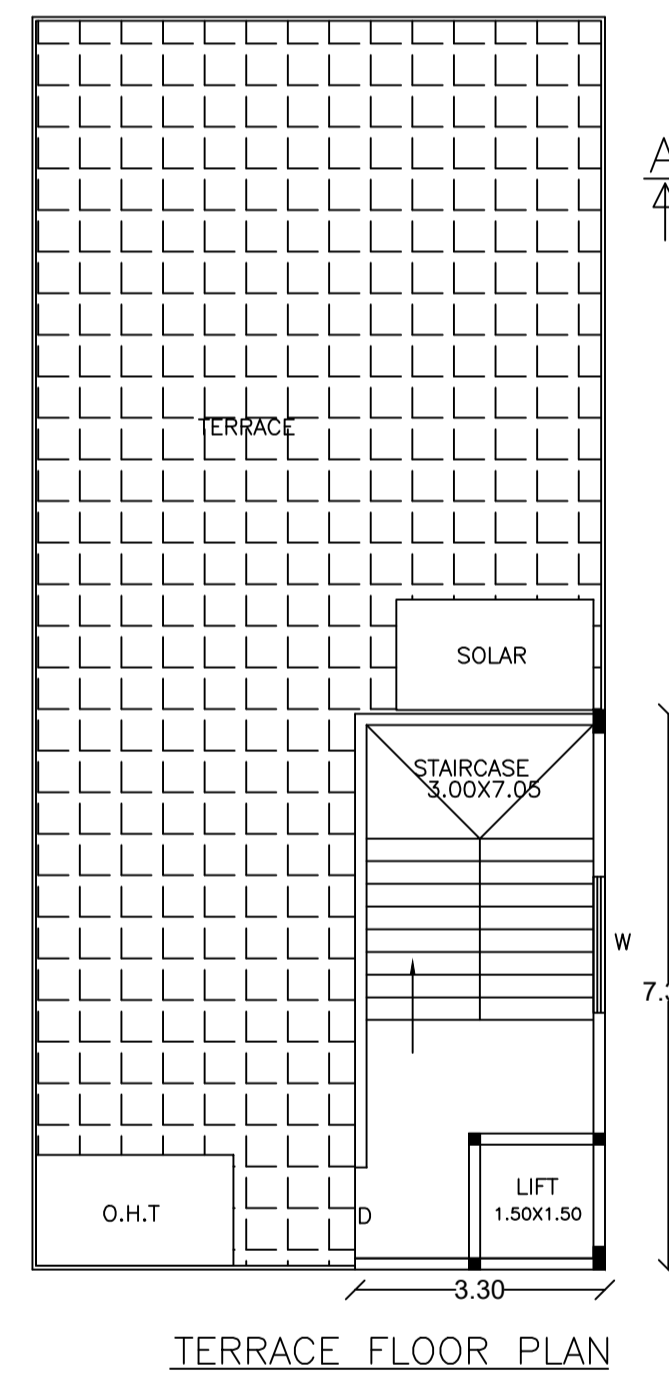 A
TERRACE
SOLAR
STAIRCASE
3.00X7.05
W
O.H.T
D
LIFT
1.50X1.50
3.30
TERRACE FLOOR PLAN